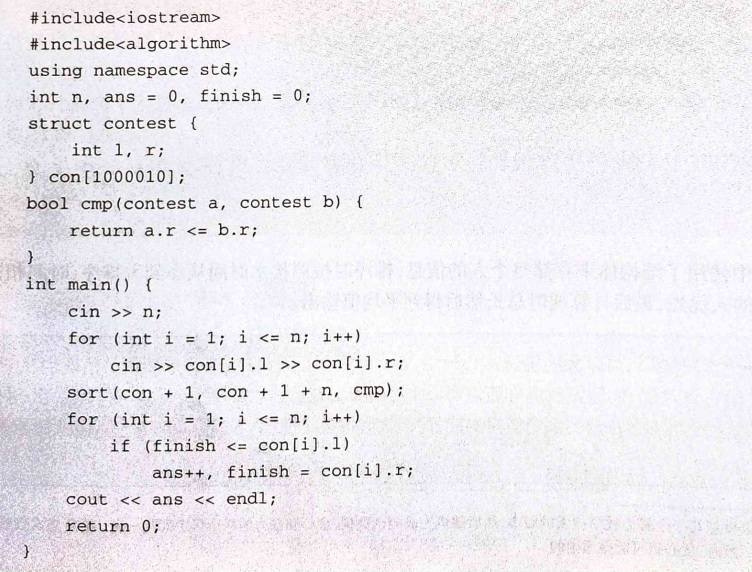 #include<iostream>
#include<algorithm>
using namespace std;
int n, ans = 0, finish = 0;
struct contest {
    int l, r;
} con[1000010];
bool cmp(contest a, contest b) {
    return a.r <= b.r;
}
int main() {
    cin >> n;
    for (int i = 1; i <= n; i++)
        cin >> con[i].l >> con[i].r;
    sort(con + 1, con + 1 + n, cmp);
    for (int i = 1; i <= n; i++)
        if (finish <= con[i].l)
            ans++, finish = con[i].r;
    cout << ans << endl;
    return 0;
}